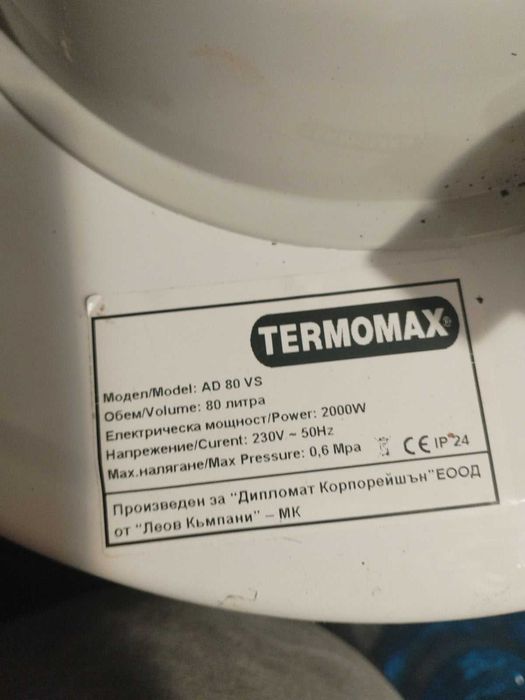 TERMOMAX®
Модел/Model: AD 80 VS
Обем/Volume: 80 литра
Електрическа мощност/Power: 2000W
Напрежение/Curent: 230V ~ 50Hz
Мах.налягане/Max Pressure: 0,6 Mpa CE IP 24
Произведен за "Дипломат Корпорейшън"ЕООД
от "Леов Кьмпани" – МК